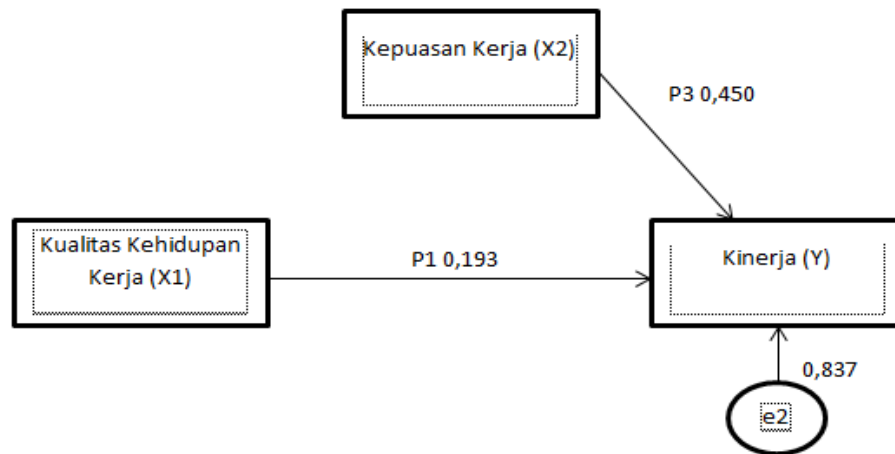 Kepuasan Kerja (X2)
P3 0,450
Kualitas Kehidupan
Kerja (X1)
P1 0,193
Kinerja (Y)
0,837
e2